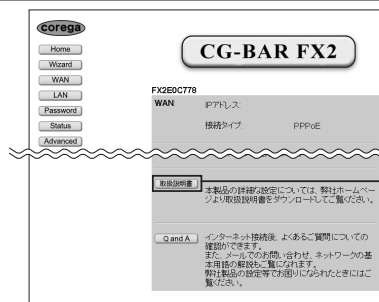 corega
Home
Wizard
WAN
LAN
Password
Status
Advanced
CG-BAR FX2
FX2E0C778
WAN:
IPアドレス:
接続タイプ:
PPPoE
取扱説明書
本製品の詳細な設定については、弊社ホームペー
ジより取扱説明書をダウンロードしてご覧ください。
Q and A
インターネット接続後、よくあるご質問についての
確認ができます。
また、メールでのお問い合わせ、ネットワークの基
本用語の解説もご覧になれます。
弊社製品の設定等でお困りになられたときにはご
覧ください。